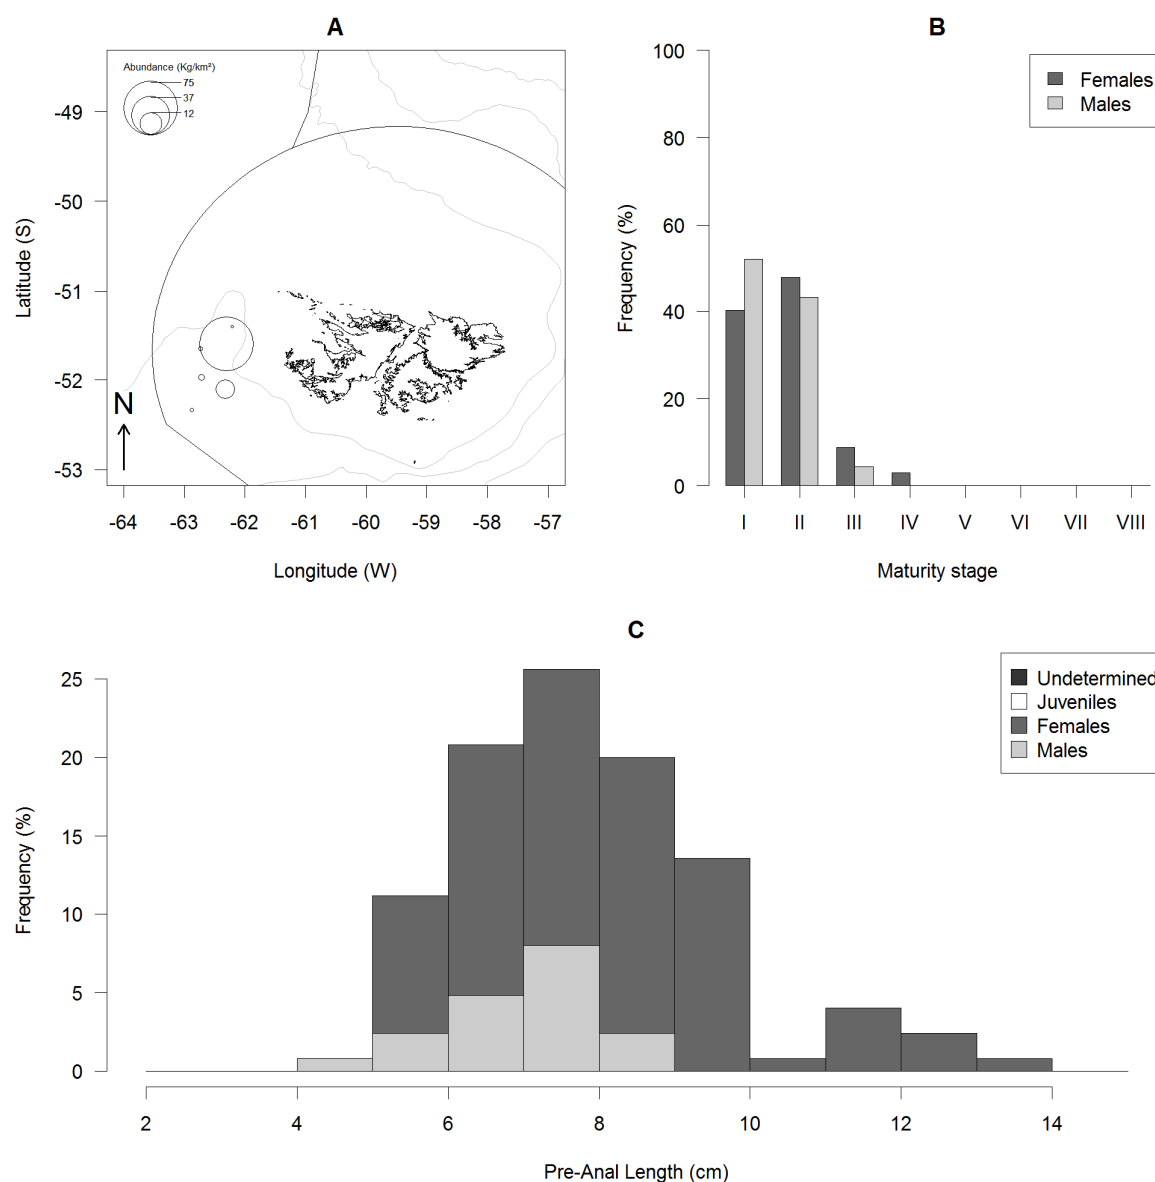 A
Abundance (Kg/km²)
75
37
12
-49
-50
-51
-52
-53
Latitude (S)
N
-64 -63 -62 -61 -60 -59 -58 -57
Longitude (W)
B
100
80
60
40
20
0
Frequency (%)
Females
Males
I II III IV V VI VII VIII
Maturity stage
C
25
20
15
10
5
0
Frequency (%)
Undetermined
Juveniles
Females
Males
2 4 6 8 10 12 14
Pre-Anal Length (cm)